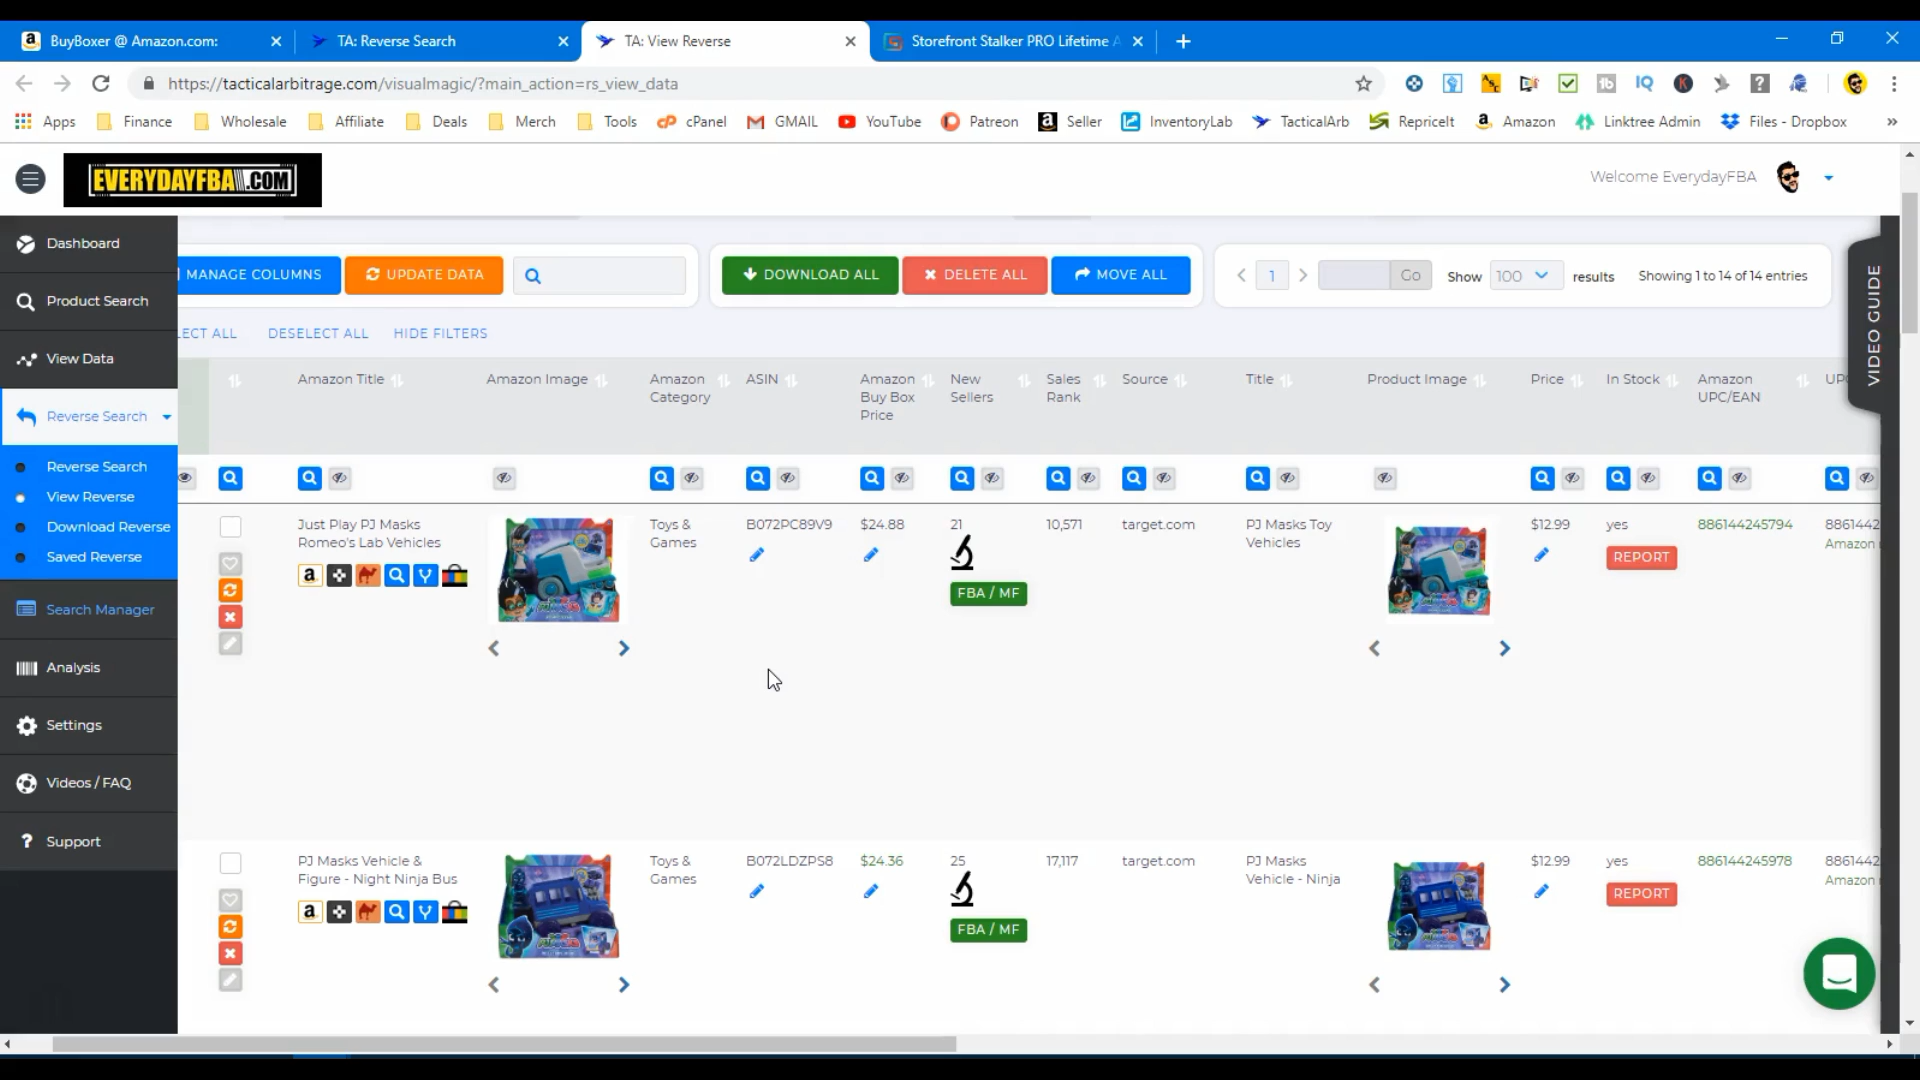 BuyBoxer @ Amazon.com:
TA: Reverse Search
TA: View Reverse
Storefront Stalker PRO Lifetime A
https://tacticalarbitrage.com/visualmagic/?main_action=rs_view_data
Apps Finance Wholesale Affiliate Deals Merch Tools cPanel GMAIL YouTube Patreon Seller InventoryLab TacticalArb RepriceIt Amazon Linktree Admin Files - Dropbox »
EVERYDAYFBA.COM
Welcome EverydayFBA
Dashboard
Product Search
View Data
Reverse Search
Reverse Search
View Reverse
Download Reverse
Saved Reverse
Search Manager
Analysis
Settings
Videos / FAQ
Support
MANAGE COLUMNS UPDATE DATA DOWNLOAD ALL DELETE ALL MOVE ALL 1 Go Show 100 results Showing 1 to 14 of 14 entries
VIDEO GUIDE
LECT ALL DESELECT ALL HIDE FILTERS
Amazon Title Amazon Image Amazon ASIN Amazon New Sales Source Title Product Image Price In Stock Amazon UPC
Category Buy Box Sellers Rank UPC/EAN
Price
Just Play PJ Masks Toys & B072PC89V9 $24.88 21 10,571 target.com PJ Masks Toy $12.99 yes 886144245794 8861442
Romeo's Lab Vehicles Games Vehicles REPORT Amazon
FBA / MF
PJ Masks Vehicle & Toys & B072LDZPS8 $24.36 25 17,117 target.com PJ Masks $12.99 yes 886144245978 8861442
Figure - Night Ninja Bus Games Vehicle - Ninja REPORT Amazon
FBA / MF